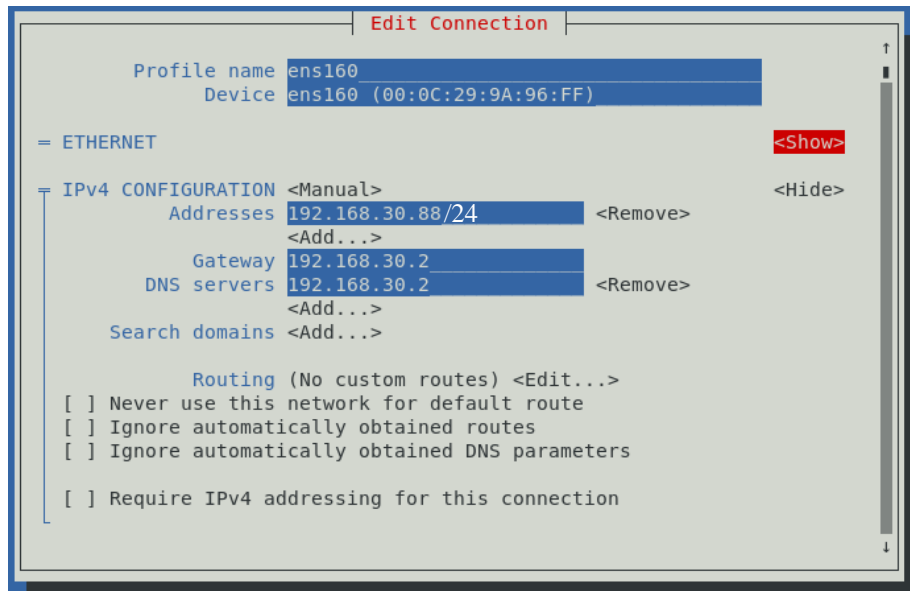 Edit Connection
Profile name ens160
Device ens160 (00:0C:29:9A:96:FF)
= ETHERNET <Show>
= IPv4 CONFIGURATION <Manual> <Hide>
Addresses 192.168.30.88/24 <Remove>
<Add...>
Gateway 192.168.30.2
DNS servers 192.168.30.2 <Remove>
<Add...>
Search domains <Add...>
Routing (No custom routes) <Edit...>
[ ] Never use this network for default route
[ ] Ignore automatically obtained routes
[ ] Ignore automatically obtained DNS parameters
[ ] Require IPv4 addressing for this connection